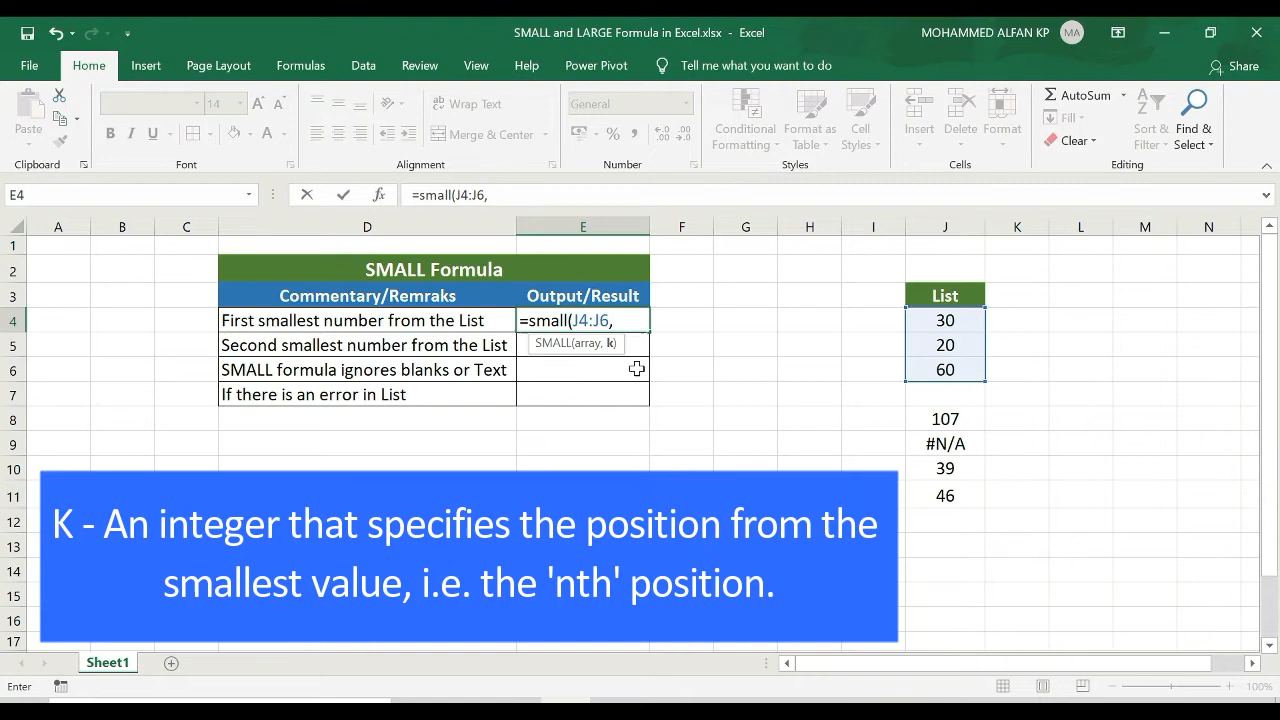 SMALL and LARGE Formula in Excel.xlsx - Excel
MOHAMMED ALFAN KP
MA
File Home Insert Page Layout Formulas Data Review View Help Power Pivot Tell me what you want to do Share
Paste
14
A A
B I U A
Wrap Text
Merge & Center
General
% ,
Conditional Formatting
Format as Table
Cell Styles
Insert
Delete
Format
AutoSum
Fill
Clear
Sort & Filter
Find & Select
Clipboard Font Alignment Number Styles Cells Editing
E4 fx =small(J4:J6,
A B C D E F G H I J K L M N
1
2 SMALL Formula
3 Commentary/Remraks Output/Result List
4 First smallest number from the List =small(J4:J6, 30
SMALL(array, k)
5 Second smallest number from the List 20
6 SMALL formula ignores blanks or Text 60
7 If there is an error in List
8 107
9 #N/A
10 39
11 46
12
13
14
15
16
17
K - An integer that specifies the position from the
smallest value, i.e. the 'nth' position.
Sheet1
Enter
100%